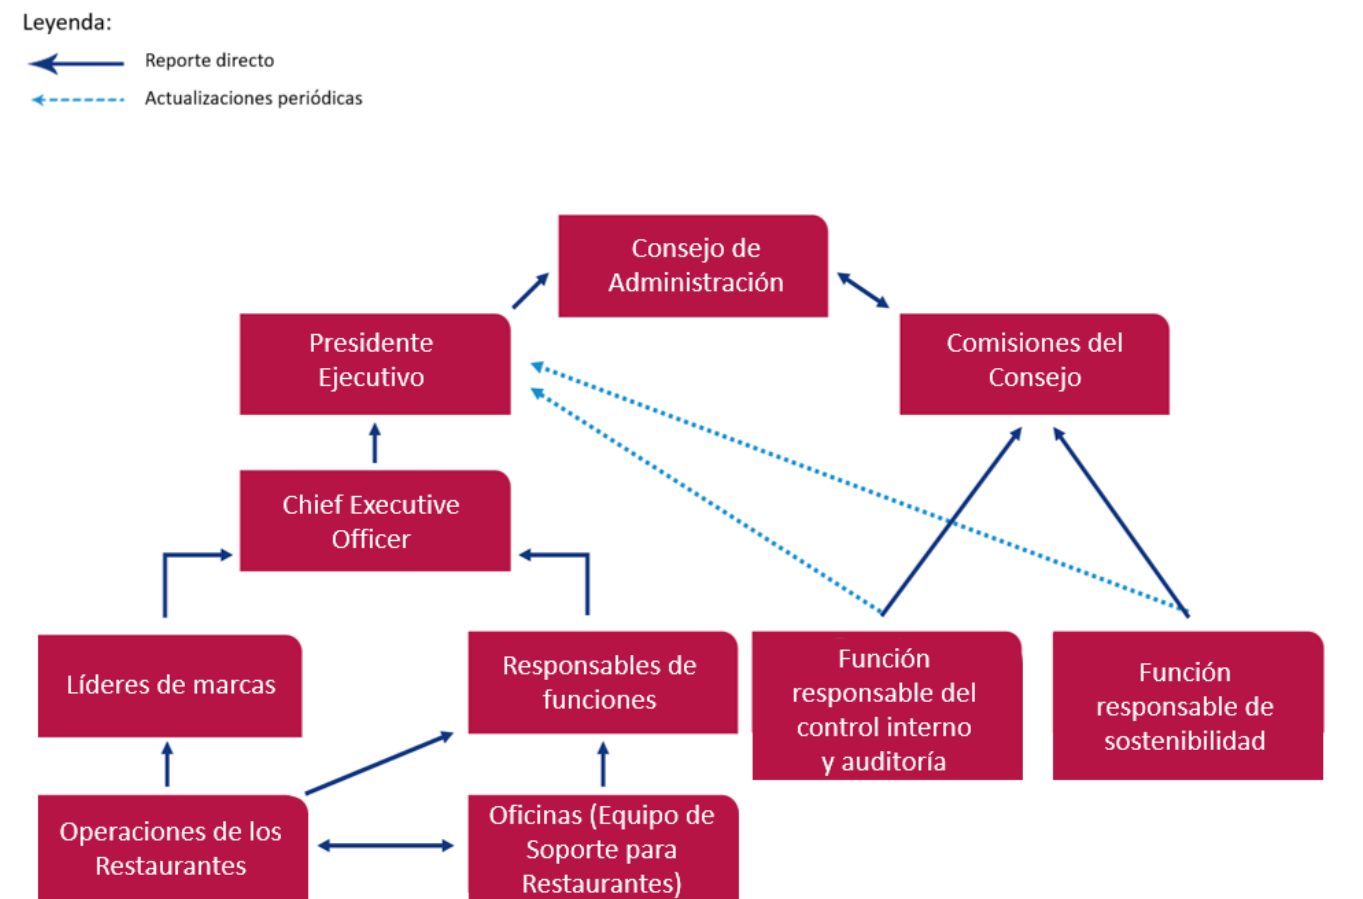 Leyenda:
Reporte directo
Actualizaciones periódicas
Consejo de
Administración
Presidente
Ejecutivo
Comisiones del
Consejo
Chief Executive
Officer
Líderes de marcas
Responsables de
funciones
Función
responsable del
control interno
y auditoría
Función
responsable de
sostenibilidad
Operaciones de los
Restaurantes
Oficinas (Equipo de
Soporte para
Restaurantes)